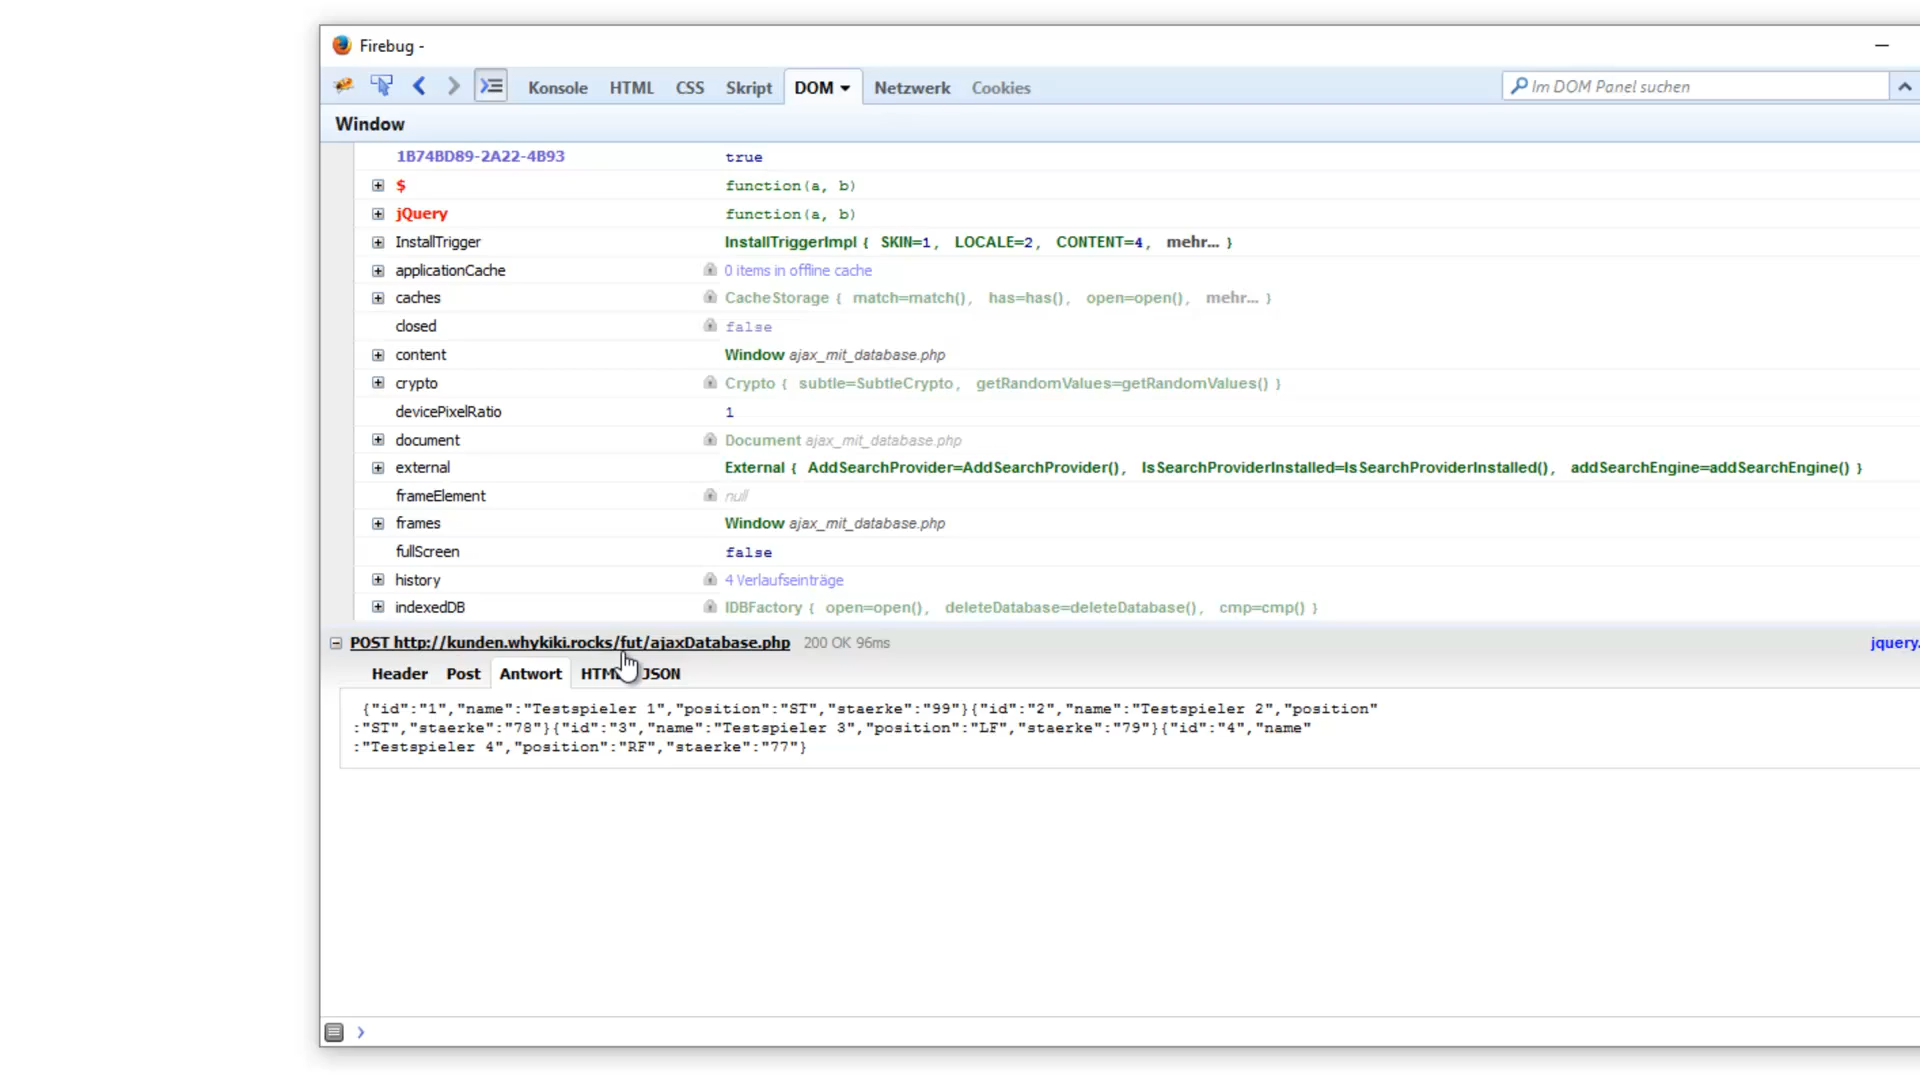 Firebug -
Konsole HTML CSS Skript DOM Netzwerk Cookies Im DOM Panel suchen
Window
1B74BD89-2A22-4B93 true
$ function(a, b)
jQuery function(a, b)
InstallTrigger InstallTriggerImpl { SKIN=1, LOCALE=2, CONTENT=4, mehr... }
applicationCache 0 items in offline cache
caches CacheStorage { match=match(), has=has(), open=open(), mehr... }
closed false
content Window ajax_mit_database.php
crypto Crypto { subtle=SubtleCrypto, getRandomValues=getRandomValues() }
devicePixelRatio 1
document Document ajax_mit_database.php
external External { AddSearchProvider=AddSearchProvider(), IsSearchProviderInstalled=IsSearchProviderInstalled(), addSearchEngine=addSearchEngine() }
frameElement null
frames Window ajax_mit_database.php
fullScreen false
history 4 Verlaufseinträge
indexedDB IDBFactory { open=open(), deleteDatabase=deleteDatabase(), cmp=cmp() }
POST http://kunden.whykiki.rocks/fut/ajaxDatabase.php 200 OK 96ms jquery.
Header Post Antwort HTML JSON
{"id":"1","name":"Testspieler 1","position":"ST","staerke":"99"}{"id":"2","name":"Testspieler 2","position"
:"ST","staerke":"78"}{"id":"3","name":"Testspieler 3","position":"LF","staerke":"79"}{"id":"4","name"
:"Testspieler 4","position":"RF","staerke":"77"}